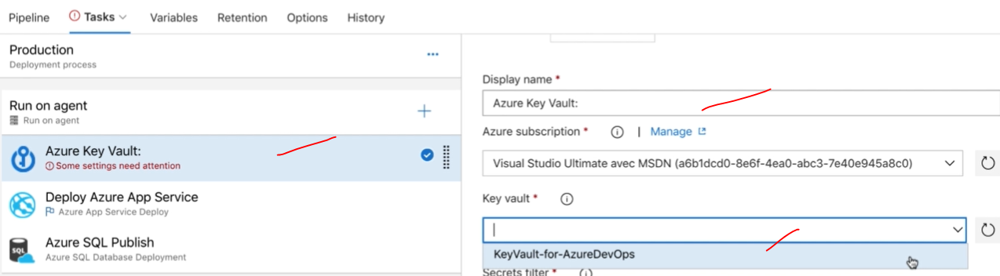 Pipeline Tasks Variables Retention Options History
Production
Deployment process
...
Run on agent
Run on agent
Azure Key Vault:
Some settings need attention
Deploy Azure App Service
Azure App Service Deploy
SQL
Azure SQL Publish
Azure SQL Database Deployment
Display name *
Azure Key Vault:
Azure subscription * | Manage
Visual Studio Ultimate avec MSDN (a6b1dcd0-8e6f-4ea0-abc3-7e40e945a8c0)
Key vault *
KeyVault-for-AzureDevOps
Secrets filter *